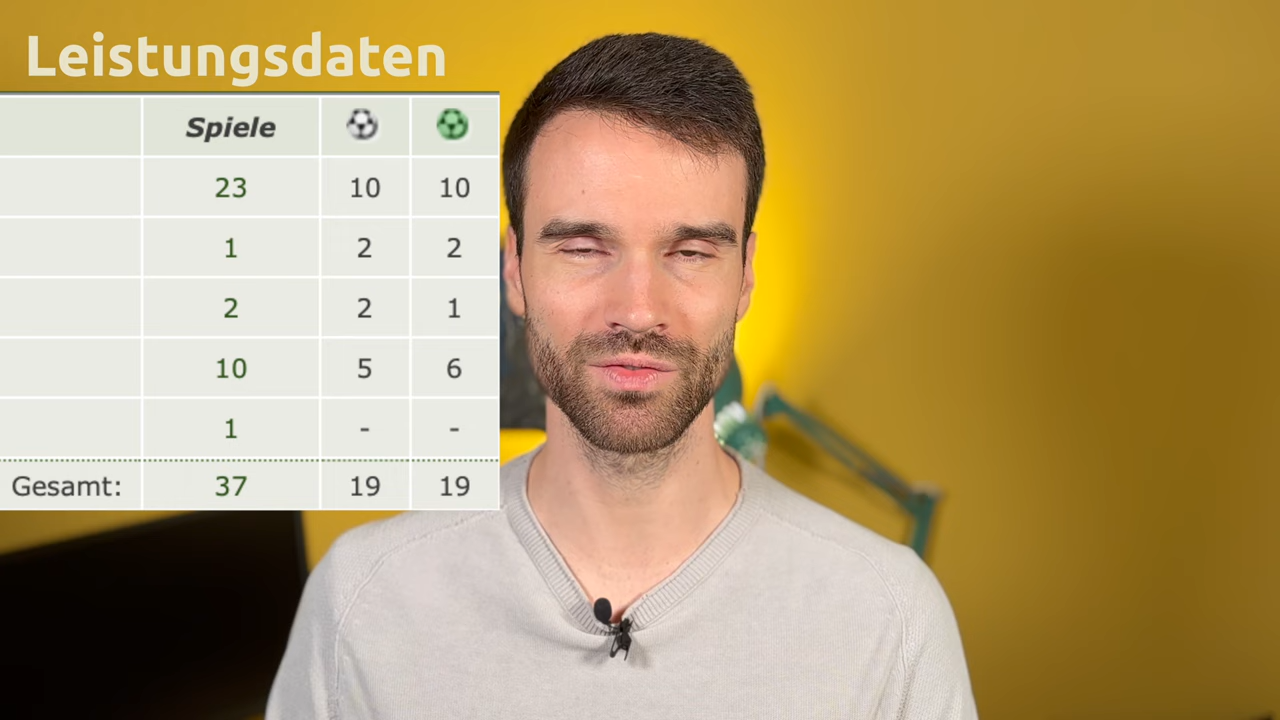 Leistungsdaten
Spiele
23 10 10
1 2 2
2 2 1
10 5 6
1 - -
Gesamt: 37 19 19